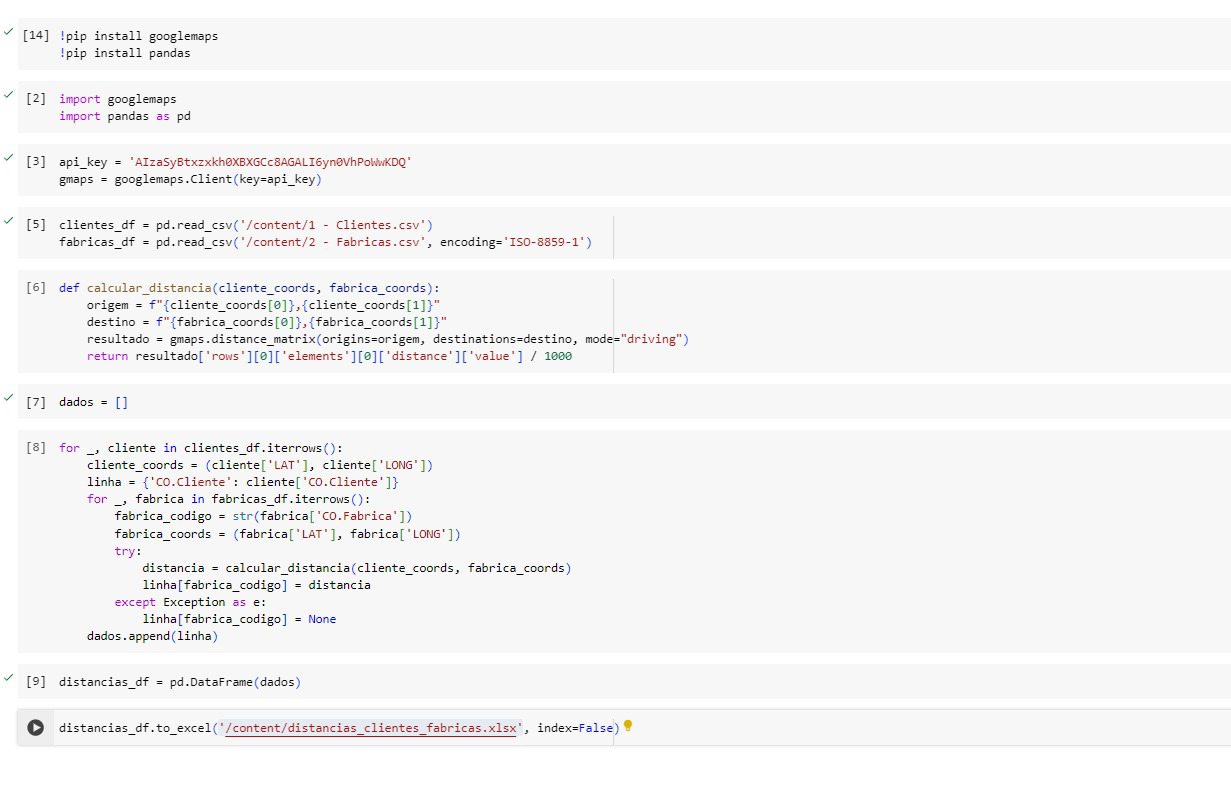 [14] !pip install googlemaps
!pip install pandas
[2] import googlemaps
import pandas as pd
[3] api_key = 'AIzaSyBtxzxkh0XBXGCc8AGALI6yn0VhPoWwKDQ'
gmaps = googlemaps.Client(key=api_key)
[5] clientes_df = pd.read_csv('/content/1 - Clientes.csv')
fabricas_df = pd.read_csv('/content/2 - Fabricas.csv', encoding='ISO-8859-1')
[6] def calcular_distancia(cliente_coords, fabrica_coords):
origem = f"{cliente_coords[0]},{cliente_coords[1]}"
destino = f"{fabrica_coords[0]},{fabrica_coords[1]}"
resultado = gmaps.distance_matrix(origins=origem, destinations=destino, mode="driving")
return resultado['rows'][0]['elements'][0]['distance']['value'] / 1000
[7] dados = []
[8] for _, cliente in clientes_df.iterrows():
cliente_coords = (cliente['LAT'], cliente['LONG'])
linha = {'CO.Cliente': cliente['CO.Cliente']}
for _, fabrica in fabricas_df.iterrows():
fabrica_codigo = str(fabrica['CO.Fabrica'])
fabrica_coords = (fabrica['LAT'], fabrica['LONG'])
try:
distancia = calcular_distancia(cliente_coords, fabrica_coords)
linha[fabrica_codigo] = distancia
except Exception as e:
linha[fabrica_codigo] = None
dados.append(linha)
[9] distancias_df = pd.DataFrame(dados)
distancias_df.to_excel('/content/distancias_clientes_fabricas.xlsx', index=False)